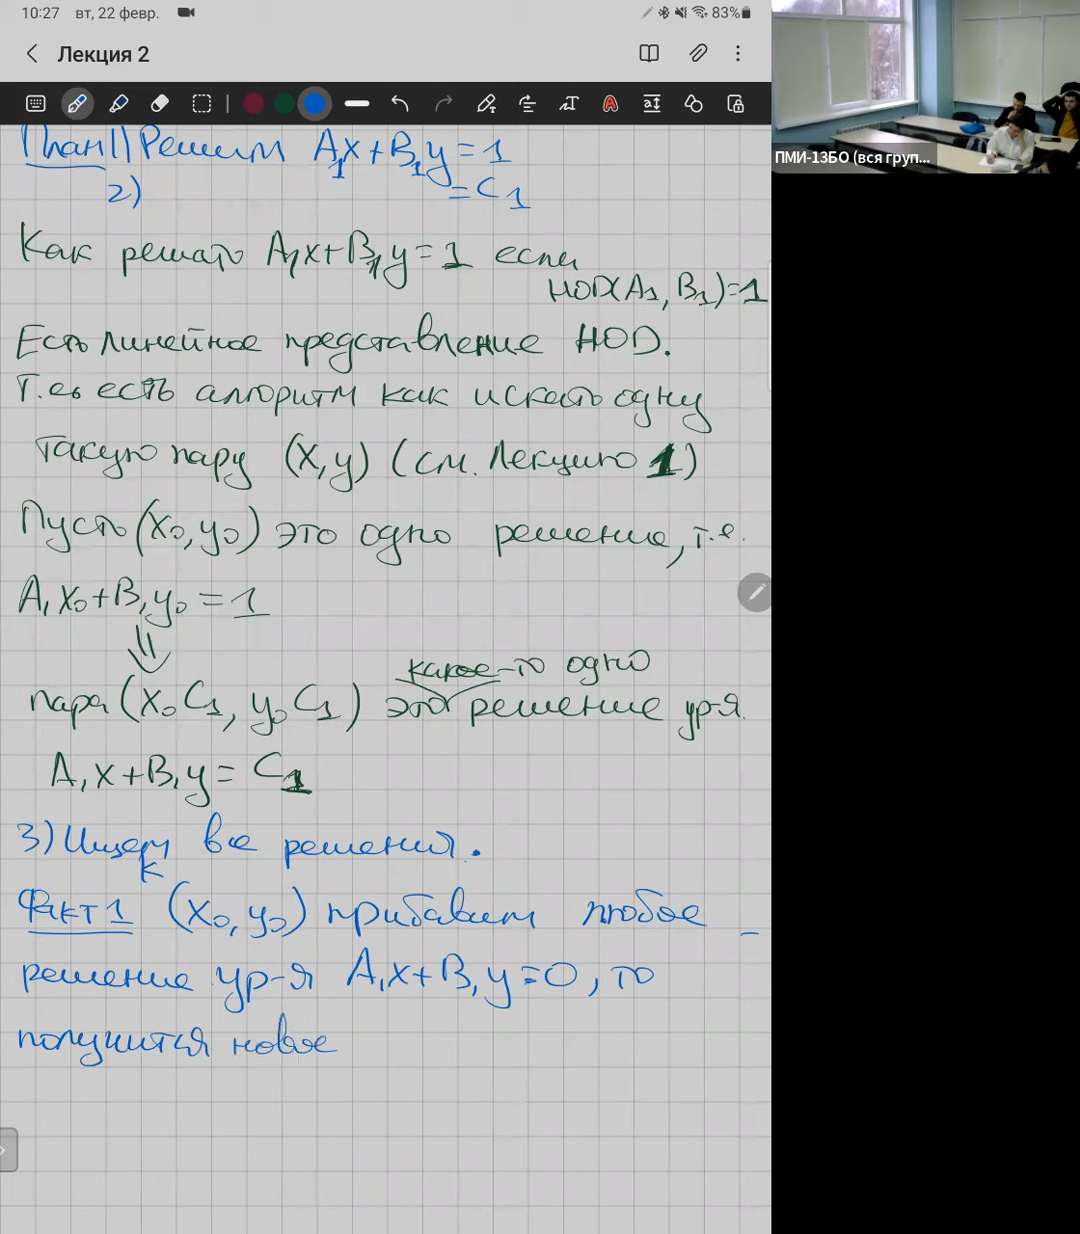 10:27 вт, 22 февр.
83%
Лекция 2
ПМИ-13БО (вся груп...
План 1) Решим A₁x+B₁y=1
2) =C₁
Как решать A₁x+B₁y=1 если
НОД(A₁, B₁)=1
Есть линейное представление НОД.
Т.е. есть алгоритм как искать одну
такую пару (x,y) (см. Лекцию 1)
Пусть (x₀,y₀) это одно решение, т.е.
A₁x₀+B₁y₀=1
⇓
какое-то одно
пара (x₀C₁, y₀C₁) это решение ур-я
A₁x+B₁y=C₁
3) Ищем все решения.
к
Факт 1 (x₀,y₀) прибавим любое
решение ур-я A₁x+B₁y=0, то
получится новое